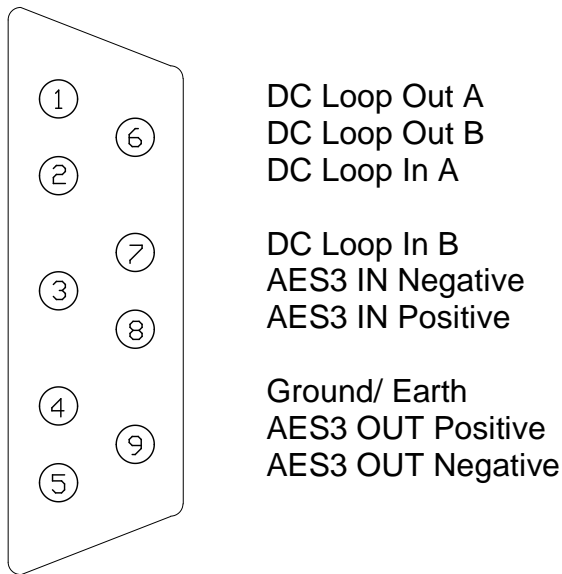 1
DC Loop Out A
6
DC Loop Out B
2
DC Loop In A
7
DC Loop In B
3
AES3 IN Negative
8
AES3 IN Positive
4
Ground/ Earth
9
AES3 OUT Positive
5
AES3 OUT Negative